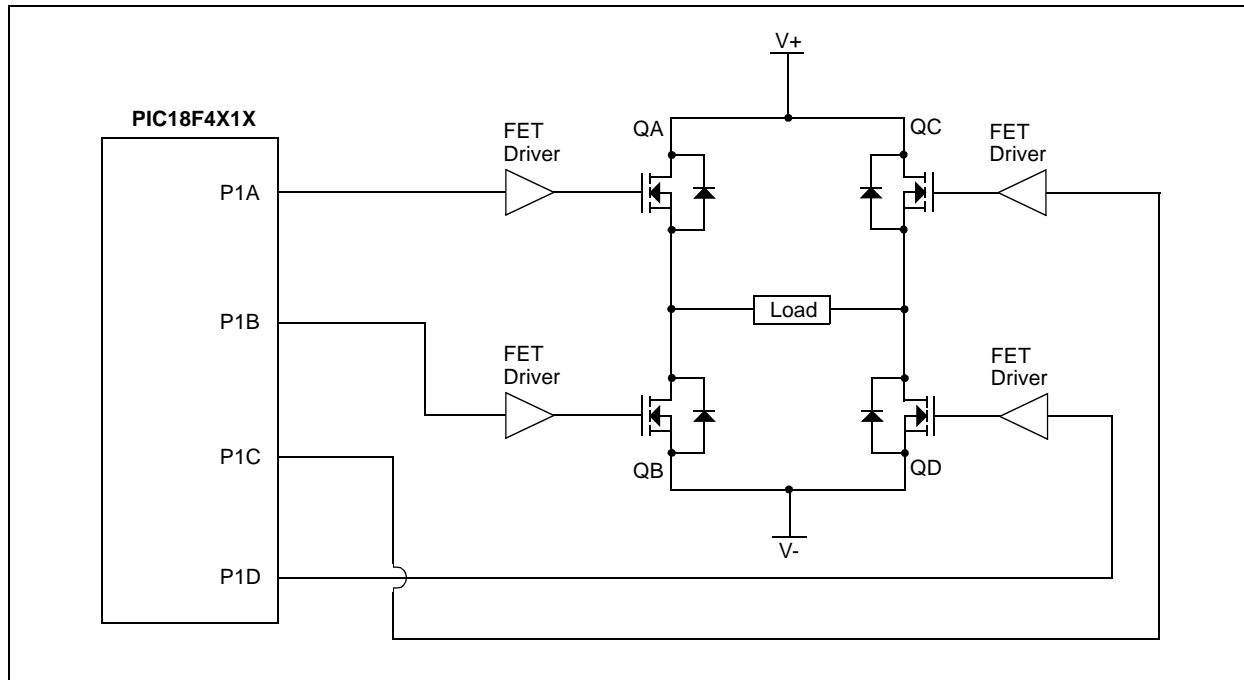 V+
PIC18F4X1X
FET
Driver
QA
QC
FET
Driver
P1A
Load
P1B
FET
Driver
FET
Driver
P1C
QB
QD
V-
P1D